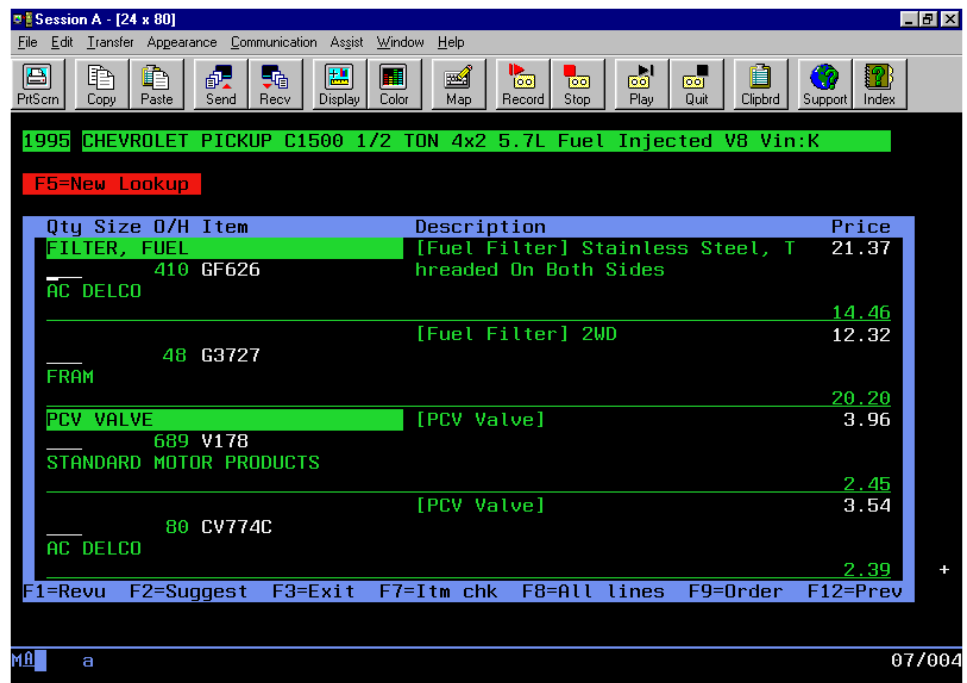 Session A - [24 x 80]
File Edit Transfer Appearance Communication Assist Window Help
PrtScrn Copy Paste Send Recv Display Color Map Record Stop Play Quit Clipbrd Support Index
1995 CHEVROLET PICKUP C1500 1/2 TON 4x2 5.7L Fuel Injected V8 Vin:K
F5=New Lookup
Qty Size O/H Item Description Price
FILTER, FUEL [Fuel Filter] Stainless Steel, T 21.37
___ 410 GF626 hreaded On Both Sides
AC DELCO
14.46
[Fuel Filter] 2WD 12.32
___ 48 G3727
FRAM
20.20
PCV VALVE [PCV Valve] 3.96
___ 689 V178
STANDARD MOTOR PRODUCTS
2.45
[PCV Valve] 3.54
___ 80 CV774C
AC DELCO
2.39 +
F1=Revu F2=Suggest F3=Exit F7=Itm chk F8=All lines F9=Order F12=Prev
MA a 07/004